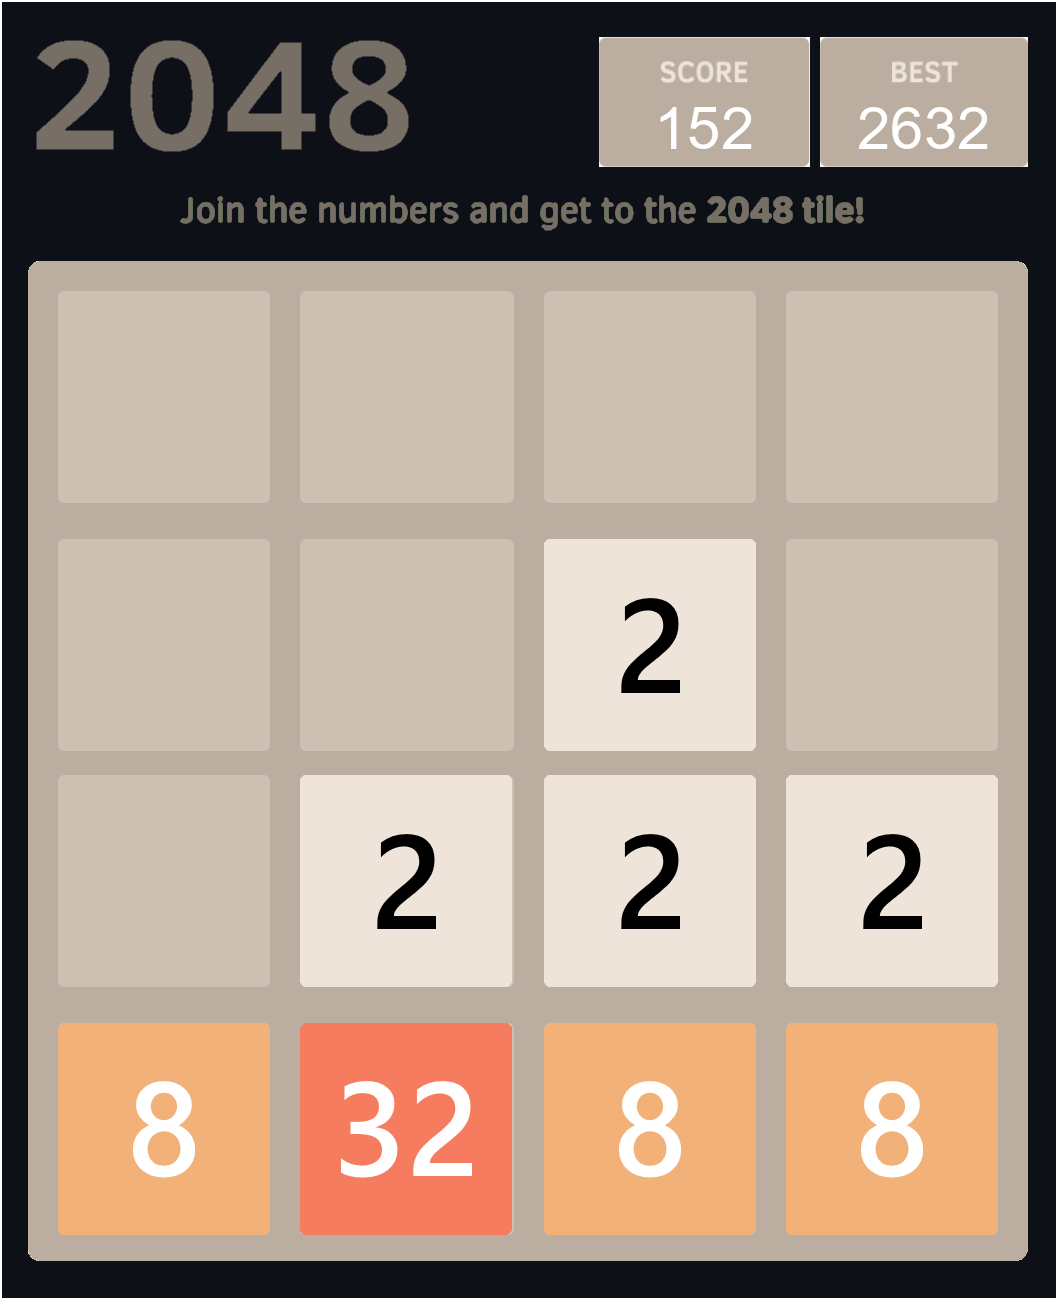 2048
SCORE BEST
152 2632
Join the numbers and get to the 2048 tile!
2
2 2 2
8 32 8 8